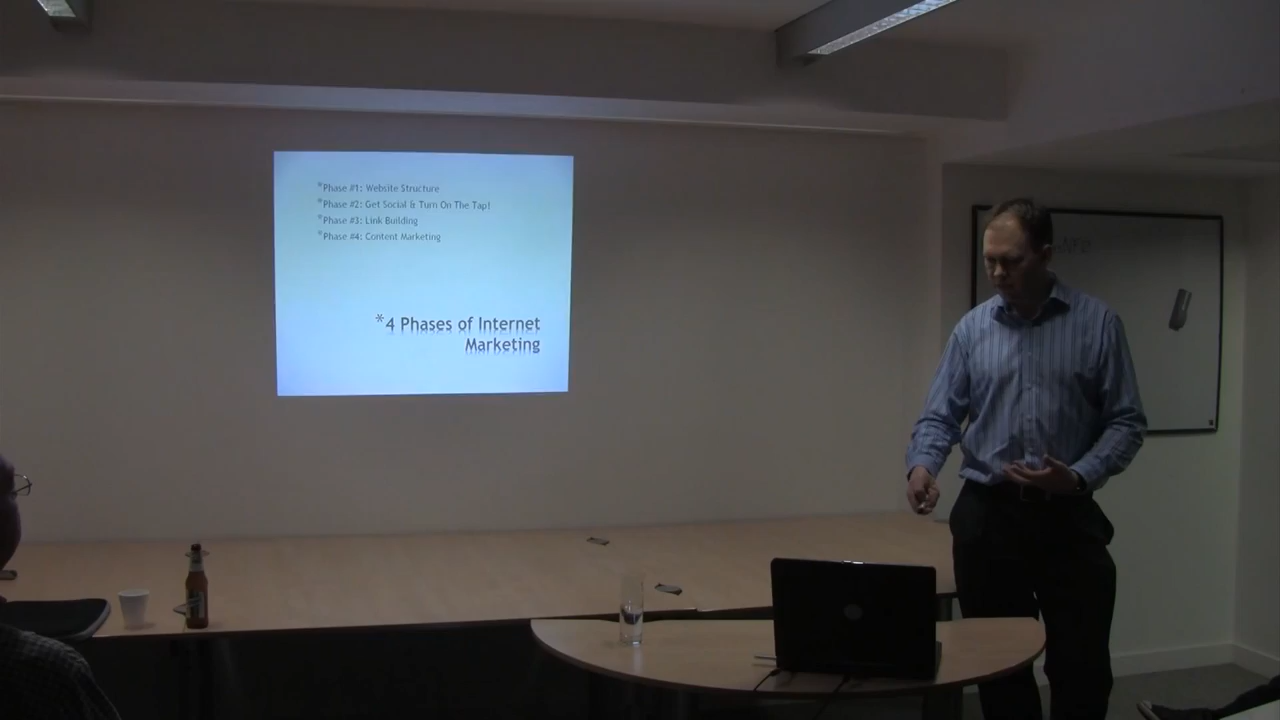 *Phase #1: Website Structure
*Phase #2: Get Social & Turn On The Tap!
*Phase #3: Link Building
*Phase #4: Content Marketing
*4 Phases of Internet
Marketing